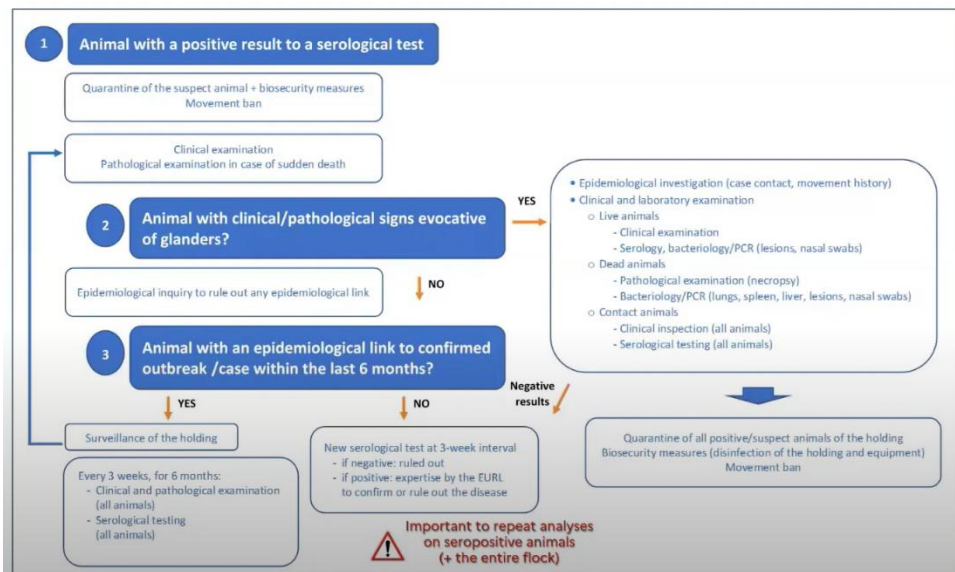 1
Animal with a positive result to a serological test
Quarantine of the suspect animal + biosecurity measures
Movement ban
Clinical examination
Pathological examination in case of sudden death
2
Animal with clinical/pathological signs evocative
of glanders?
YES
• Epidemiological investigation (case contact, movement history)
• Clinical and laboratory examination
o Live animals
- Clinical examination
- Serology, bacteriology/PCR (lesions, nasal swabs)
o Dead animals
- Pathological examination (necropsy)
- Bacteriology/PCR (lungs, spleen, liver, lesions, nasal swabs)
o Contact animals
- Clinical inspection (all animals)
- Serological testing (all animals)
NO
Epidemiological inquiry to rule out any epidemiological link
3
Animal with an epidemiological link to confirmed
outbreak /case within the last 6 months?
YES
NO
Negative
results
Surveillance of the holding
Every 3 weeks, for 6 months:
- Clinical and pathological examination
(all animals)
- Serological testing
(all animals)
New serological test at 3-week interval
- if negative: ruled out
- if positive: expertise by the EURL
to confirm or rule out the disease
Quarantine of all positive/suspect animals of the holding
Biosecurity measures (disinfection of the holding and equipment)
Movement ban
Important to repeat analyses
on seropositive animals
(+ the entire flock)